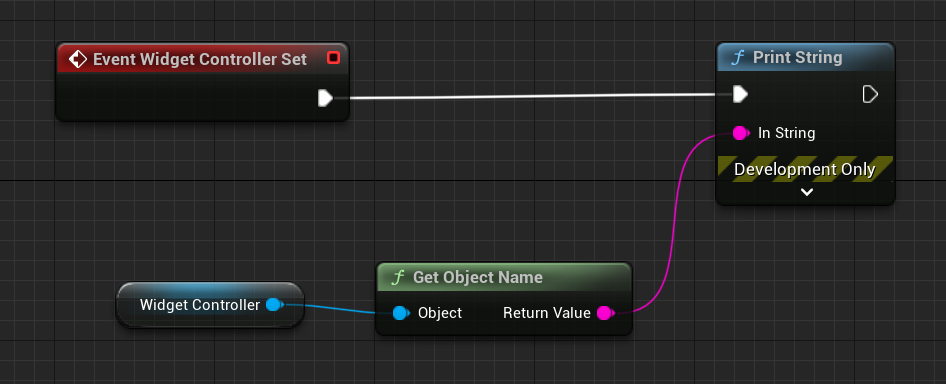 Event Widget Controller Set
Print String
In String
Development Only
Get Object Name
Widget Controller
Object
Return Value